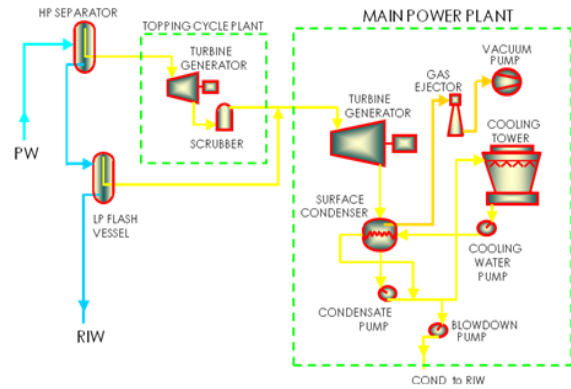 HP SEPARATOR
TOPPING CYCLE PLANT
TURBINE
GENERATOR
SCRUBBER
PW
LP FLASH
VESSEL
RIW
MAIN POWER PLANT
VACUUM
PUMP
GAS
EJECTOR
TURBINE
GENERATOR
COOLING
TOWER
SURFACE
CONDENSER
COOLING
WATER
PUMP
CONDENSATE
PUMP
BLOWDOWN
PUMP
COND to RIW